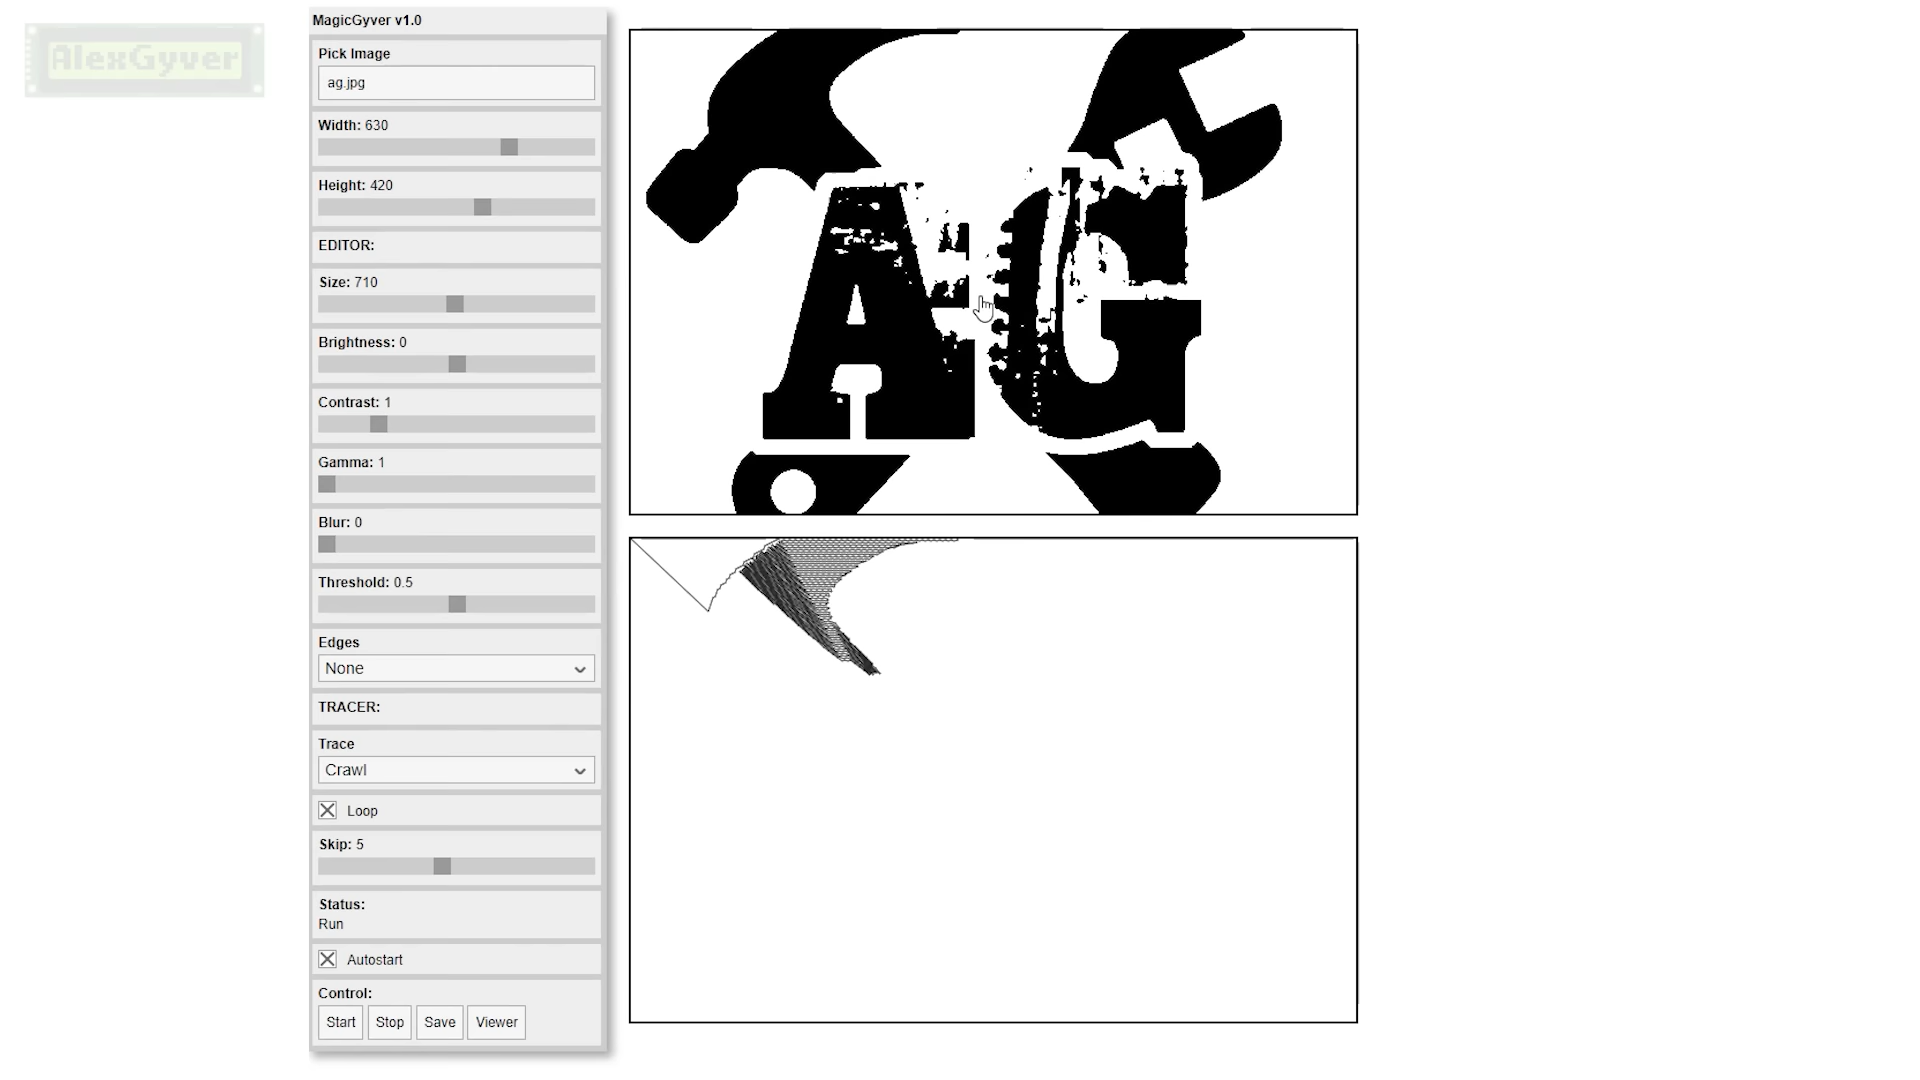 AlexGyver
MagicGyver v1.0
Pick Image
ag.jpg
Width: 630
Height: 420
EDITOR:
Size: 710
Brightness: 0
Contrast: 1
Gamma: 1
Blur: 0
Threshold: 0.5
Edges
None
TRACER:
Trace
Crawl
Loop
Skip: 5
Status:
Run
Autostart
Control:
Start Stop Save Viewer
AG